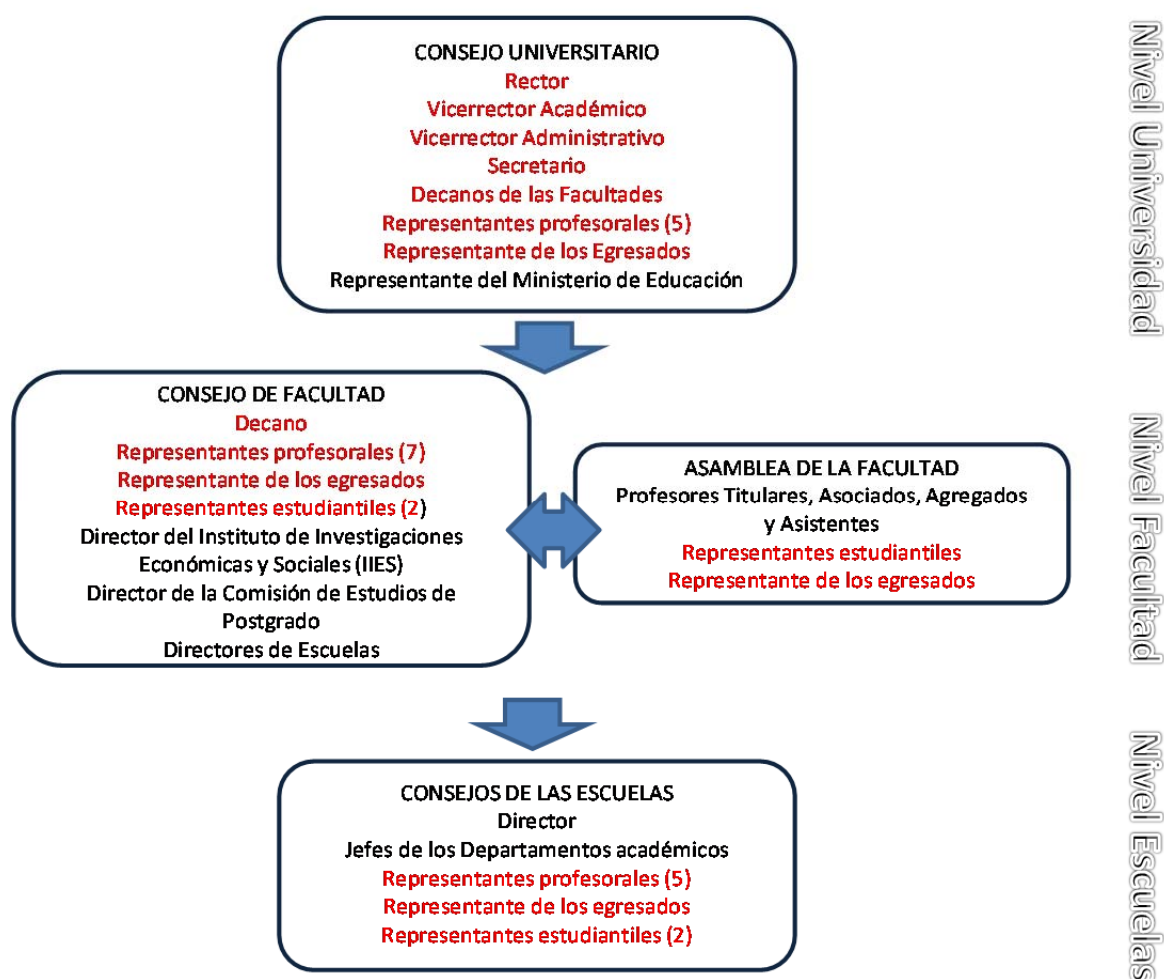 CONSEJO UNIVERSITARIO
Rector
Vicerrector Académico
Vicerrector Administrativo
Secretario
Decanos de las Facultades
Representantes profesorales (5)
Representante de los Egresados
Representante del Ministerio de Educación
Nivel Universidad
CONSEJO DE FACULTAD
Decano
Representantes profesorales (7)
Representante de los egresados
Representantes estudiantiles (2)
Director del Instituto de Investigaciones
Económicas y Sociales (IIES)
Director de la Comisión de Estudios de
Postgrado
Directores de Escuelas
ASAMBLEA DE LA FACULTAD
Profesores Titulares, Asociados, Agregados
y Asistentes
Representantes estudiantiles
Representante de los egresados
Nivel Facultad
CONSEJOS DE LAS ESCUELAS
Director
Jefes de los Departamentos académicos
Representantes profesorales (5)
Representante de los egresados
Representantes estudiantiles (2)
Nivel Escuelas